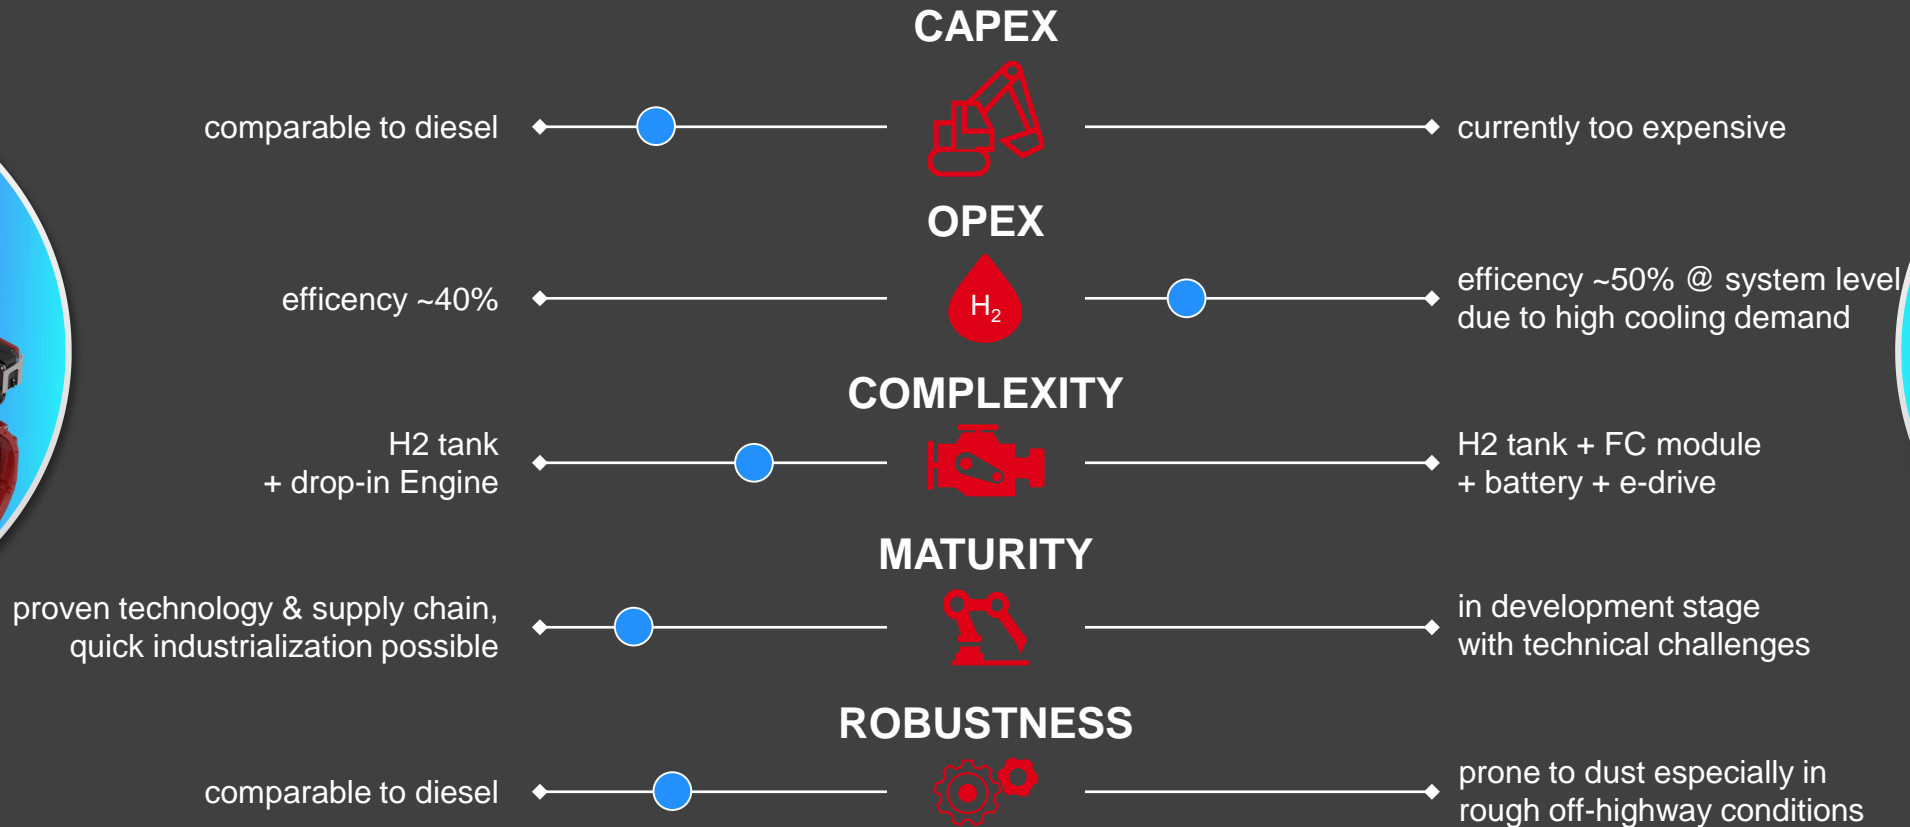 CAPEX
comparable to diesel
currently too expensive
OPEX
efficency ~40%
H₂
efficency ~50% @ system level
due to high cooling demand
COMPLEXITY
H2 tank
+ drop-in Engine
H2 tank + FC module
+ battery + e-drive
MATURITY
proven technology & supply chain,
quick industrialization possible
in development stage
with technical challenges
ROBUSTNESS
comparable to diesel
prone to dust especially in
rough off-highway conditions